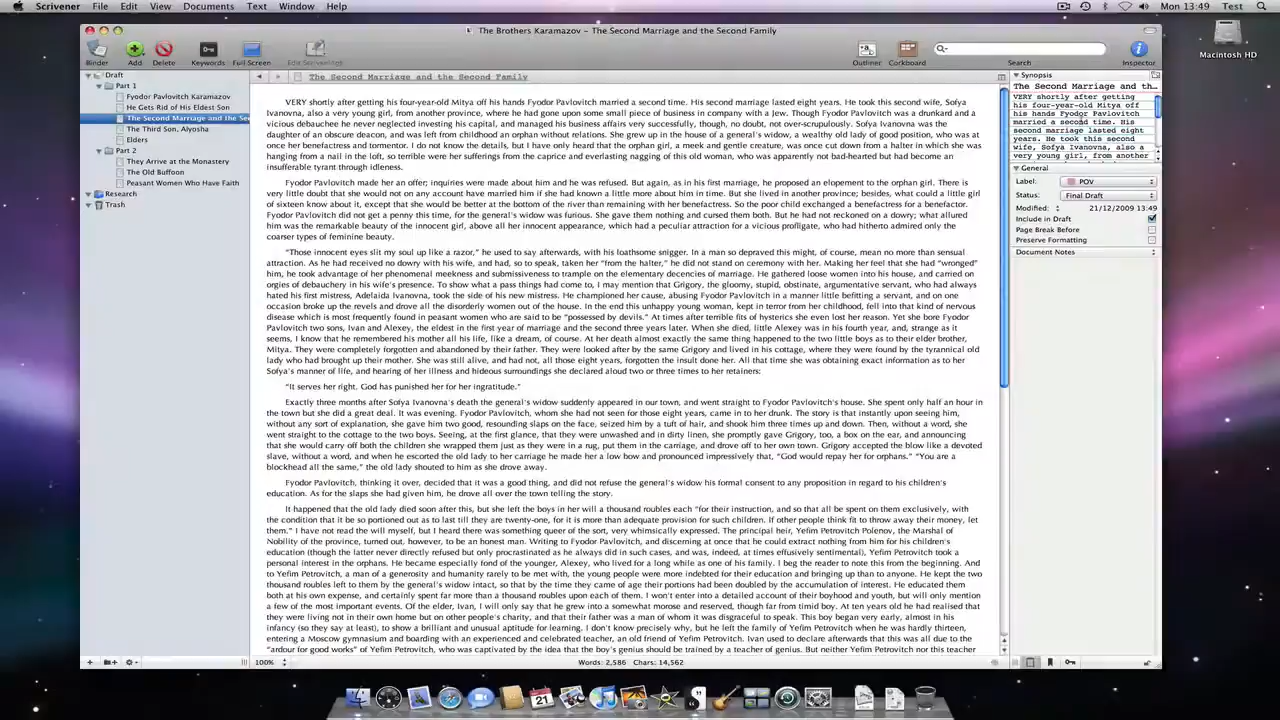 Scrivener File Edit View Documents Text Window Help Mon 13:49 Test
The Brothers Karamazov – The Second Marriage and the Second Family
Macintosh HD
Binder Add Delete Keywords Full Screen Edit Scrivenings Outliner Corkboard Search Inspector
Draft
Part 1
Fyodor Pavlovitch Karamazov
He Gets Rid of His Eldest Son
The Second Marriage and the Sec
The Third Son, Alyosha
Elders
Part 2
They Arrive at the Monastery
The Old Buffoon
Peasant Women Who Have Faith
Research
Trash
The Second Marriage and the Second Family
VERY shortly after getting his four-year-old Mitya off his hands Fyodor Pavlovitch married a second time. His second marriage lasted eight years. He took this second wife, Sofya
Ivanovna, also a very young girl, from another province, where he had gone upon some small piece of business in company with a Jew. Though Fyodor Pavlovitch was a drunkard and a
vicious debauchee he never neglected investing his capital, and managed his business affairs very successfully, though, no doubt, not over-scrupulously. Sofya Ivanovna was the
daughter of an obscure deacon, and was left from childhood an orphan without relations. She grew up in the house of a general's widow, a wealthy old lady of good position, who was at
once her benefactress and tormentor. I do not know the details, but I have only heard that the orphan girl, a meek and gentle creature, was once cut down from a halter in which she was
hanging from a nail in the loft, so terrible were her sufferings from the caprice and everlasting nagging of this old woman, who was apparently not bad-hearted but had become an
insufferable tyrant through idleness.
Fyodor Pavlovitch made her an offer; inquiries were made about him and he was refused. But again, as in his first marriage, he proposed an elopement to the orphan girl. There is
very little doubt that she would not on any account have married him if she had known a little more about him in time. But she lived in another province; besides, what could a little girl
of sixteen know about it, except that she would be better at the bottom of the river than remaining with her benefactress. So the poor child exchanged a benefactress for a benefactor.
Fyodor Pavlovitch did not get a penny this time, for the general's widow was furious. She gave them nothing and cursed them both. But he had not reckoned on a dowry; what allured
him was the remarkable beauty of the innocent girl, above all her innocent appearance, which had a peculiar attraction for a vicious profligate, who had hitherto admired only the
coarser types of feminine beauty.
"Those innocent eyes slit my soul up like a razor," he used to say afterwards, with his loathsome snigger. In a man so depraved this might, of course, mean no more than sensual
attraction. As he had received no dowry with his wife, and had, so to speak, taken her "from the halter," he did not stand on ceremony with her. Making her feel that she had "wronged"
him, he took advantage of her phenomenal meekness and submissiveness to trample on the elementary decencies of marriage. He gathered loose women into his house, and carried on
orgies of debauchery in his wife's presence. To show what a pass things had come to, I may mention that Grigory, the gloomy, stupid, obstinate, argumentative servant, who had always
hated his first mistress, Adelaida Ivanovna, took the side of his new mistress. He championed her cause, abusing Fyodor Pavlovitch in a manner little befitting a servant, and on one
occasion broke up the revels and drove all the disorderly women out of the house. In the end this unhappy young woman, kept in terror from her childhood, fell into that kind of nervous
disease which is most frequently found in peasant women who are said to be "possessed by devils." At times after terrible fits of hysterics she even lost her reason. Yet she bore Fyodor
Pavlovitch two sons, Ivan and Alexey, the eldest in the first year of marriage and the second three years later. When she died, little Alexey was in his fourth year, and, strange as it
seems, I know that he remembered his mother all his life, like a dream, of course. At her death almost exactly the same thing happened to the two little boys as to their elder brother,
Mitya. They were completely forgotten and abandoned by their father. They were looked after by the same Grigory and lived in his cottage, where they were found by the tyrannical old
lady who had brought up their mother. She was still alive, and had not, all those eight years, forgotten the insult done her. All that time she was obtaining exact information as to her
Sofya's manner of life, and hearing of her illness and hideous surroundings she declared aloud two or three times to her retainers:
"It serves her right. God has punished her for her ingratitude."
Exactly three months after Sofya Ivanovna's death the general's widow suddenly appeared in our town, and went straight to Fyodor Pavlovitch's house. She spent only half an hour in
the town but she did a great deal. It was evening. Fyodor Pavlovitch, whom she had not seen for those eight years, came in to her drunk. The story is that instantly upon seeing him,
without any sort of explanation, she gave him two good, resounding slaps on the face, seized him by a tuft of hair, and shook him three times up and down. Then, without a word, she
went straight to the cottage to the two boys. Seeing, at the first glance, that they were unwashed and in dirty linen, she promptly gave Grigory, too, a box on the ear, and announcing
that she would carry off both the children she wrapped them just as they were in a rug, put them in the carriage, and drove off to her own town. Grigory accepted the blow like a devoted
slave, without a word, and when he escorted the old lady to her carriage he made her a low bow and pronounced impressively that, "God would repay her for orphans." "You are a
blockhead all the same," the old lady shouted to him as she drove away.
Fyodor Pavlovitch, thinking it over, decided that it was a good thing, and did not refuse the general's widow his formal consent to any proposition in regard to his children's
education. As for the slaps she had given him, he drove all over the town telling the story.
It happened that the old lady died soon after this, but she left the boys in her will a thousand roubles each "for their instruction, and so that all be spent on them exclusively, with
the condition that it be so portioned out as to last till they are twenty-one, for it is more than adequate provision for such children. If other people think fit to throw away their money, let
them." I have not read the will myself, but I heard there was something queer of the sort, very whimsically expressed. The principal heir, Yefim Petrovitch Polenov, the Marshal of
Nobility of the province, turned out, however, to be an honest man. Writing to Fyodor Pavlovitch, and discerning at once that he could extract nothing from him for his children's
education (though the latter never directly refused but only procrastinated as he always did in such cases, and was, indeed, at times effusively sentimental), Yefim Petrovitch took a
personal interest in the orphans. He became especially fond of the younger, Alexey, who lived for a long while as one of his family. I beg the reader to note this from the beginning. And
to Yefim Petrovitch, a man of a generosity and humanity rarely to be met with, the young people were more indebted for their education and bringing up than to anyone. He kept the two
thousand roubles left to them by the general's widow intact, so that by the time they came of age their portions had been doubled by the accumulation of interest. He educated them
both at his own expense, and certainly spent far more than a thousand roubles upon each of them. I won't enter into a detailed account of their boyhood and youth, but will only mention
a few of the most important events. Of the elder, Ivan, I will only say that he grew into a somewhat morose and reserved, though far from timid boy. At ten years old he had realised that
they were living not in their own home but on other people's charity, and that their father was a man of whom it was disgraceful to speak. This boy began very early, almost in his
infancy (so they say at least), to show a brilliant and unusual aptitude for learning. I don't know precisely why, but he left the family of Yefim Petrovitch when he was hardly thirteen,
entering a Moscow gymnasium and boarding with an experienced and celebrated teacher, an old friend of Yefim Petrovitch. Ivan used to declare afterwards that this was all due to the
"ardour for good works" of Yefim Petrovitch, who was captivated by the idea that the boy's genius should be trained by a teacher of genius. But neither Yefim Petrovitch nor this teacher
100%
Words: 2,586 Chars: 14,562
Synopsis
The Second Marriage and th
VERY shortly after getting
his four-year-old Mitya off
his hands Fyodor Pavlovitch
married a second time. His
second marriage lasted eight
years. He took this second
wife, Sofya Ivanovna, also a
very young girl, from another
General
Label: POV
Status: Final Draft
Modified: 21/12/2009 13:49
Include in Draft
Page Break Before
Preserve Formatting
Document Notes